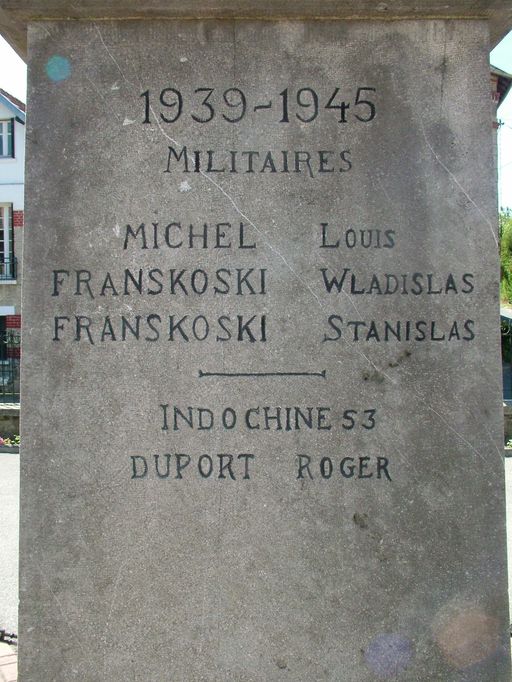 1939-1945
MILITAIRES
MICHEL LOUIS
FRANSKOSKI WLADISLAS
FRANSKOSKI STANISLAS
INDOCHINE 53
DUPORT ROGER